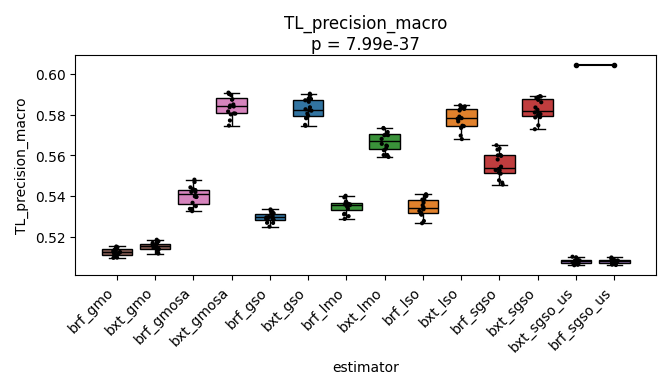 TL_precision_macro
p = 7.99e-37
TL_precision_macro
0.60
0.58
0.56
0.54
0.52
brf_gmo
bxt_gmo
brf_gmosa
bxt_gmosa
brf_gso
bxt_gso
brf_lmo
bxt_lmo
brf_lso
bxt_lso
brf_sgso
bxt_sgso
bxt_sgso_us
brf_sgso_us
estimator